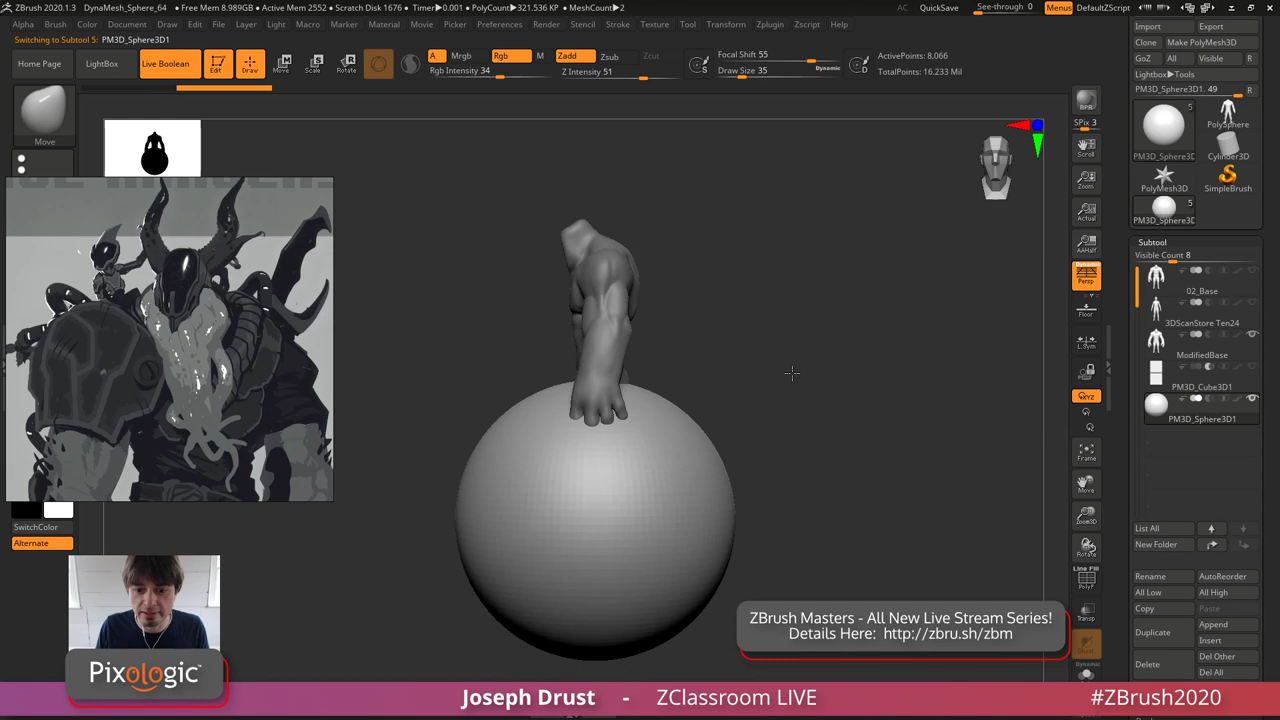 ZBrush 2020.1.3 DynaMesh_Sphere_64 • Free Mem 8.989GB • Active Mem 2552 • Scratch Disk 1676 • Timer▶0.001 • PolyCount▶321.536 KP • MeshCount▶2 AC QuickSave See-through 0 Menus DefaultZScript
Alpha Brush Color Document Draw Edit File Layer Light Macro Marker Material Movie Picker Preferences Render Stencil Stroke Texture Tool Transform Zplugin Zscript Help
Switching to Subtool 5: PM3D_Sphere3D1
Home Page LightBox Live Boolean Edit Draw Move Scale Rotate
A Mrgb Rgb M Zadd Zsub Zcut
Rgb Intensity 34 Z Intensity 51
Focal Shift 55
Draw Size 35 Dynamic
S D
ActivePoints: 8,066
TotalPoints: 16.233 Mil
Move
SwitchColor
Alternate
BPR
SPix 3
Scroll
Zoom
Actual
AAHalf
Dynamic
Persp
Floor
L.Sym
XYZ
Frame
Move
Zoom3D
Rotate
Line Fill
PolyF
Transp
Dynamic
Import Export
Clone Make PolyMesh3D
GoZ All Visible R
Lightbox▶Tools
PM3D_Sphere3D1. 49 R
5
PM3D_Sphere3D
PolySphere
Cylinder3D
PolyMesh3D SimpleBrush
5
PM3D_Sphere3D
Subtool
Visible Count 8
02_Base
3DScanStore Ten24
ModifiedBase
PM3D_Cube3D1
PM3D_Sphere3D1
List All
New Folder
Rename AutoReorder
All Low All High
Copy Paste
Duplicate Append
Insert
Delete Del Other
Del All
ZBrush Masters - All New Live Stream Series!
Details Here: http://zbru.sh/zbm
Pixologic™
Joseph Drust - ZClassroom LIVE #ZBrush2020